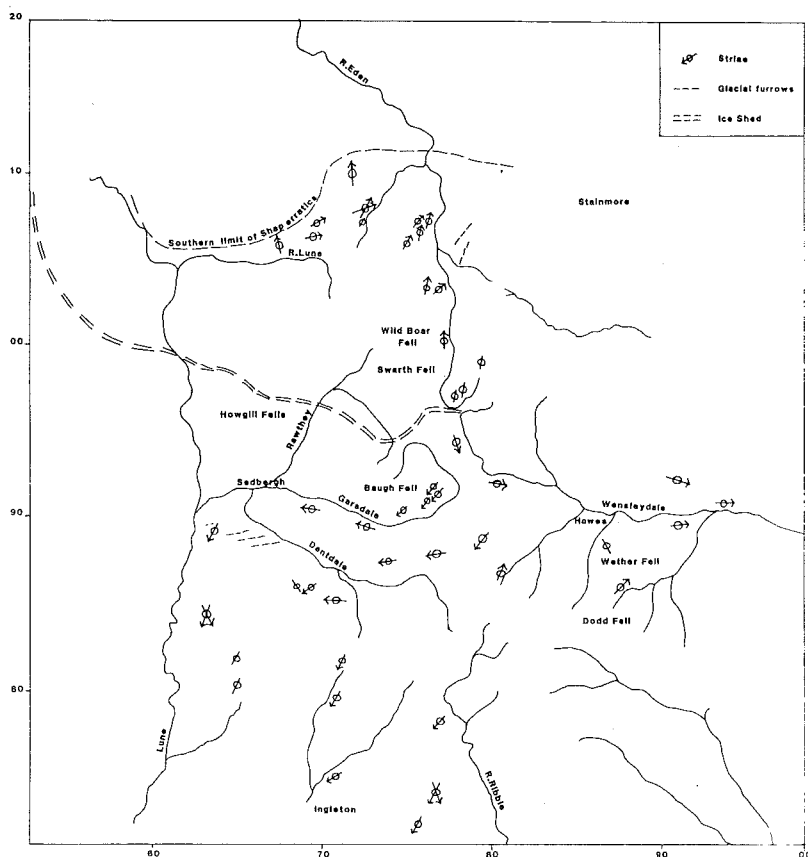 20
10
00
90
80
60
70
80
90
00
Striae
Glacial furrows
Ice Shed
R.Eden
Stainmore
Southern limit of Shap erratics
R.Lune
Wild Boar
Fell
Swarth Fell
Howgill Fells
Rawthey
Sedbergh
Baugh Fell
Garsdale
Dentdale
Wensleydale
Hawes
Wether Fell
Dodd Fell
Lune
Ingleton
R.Ribble